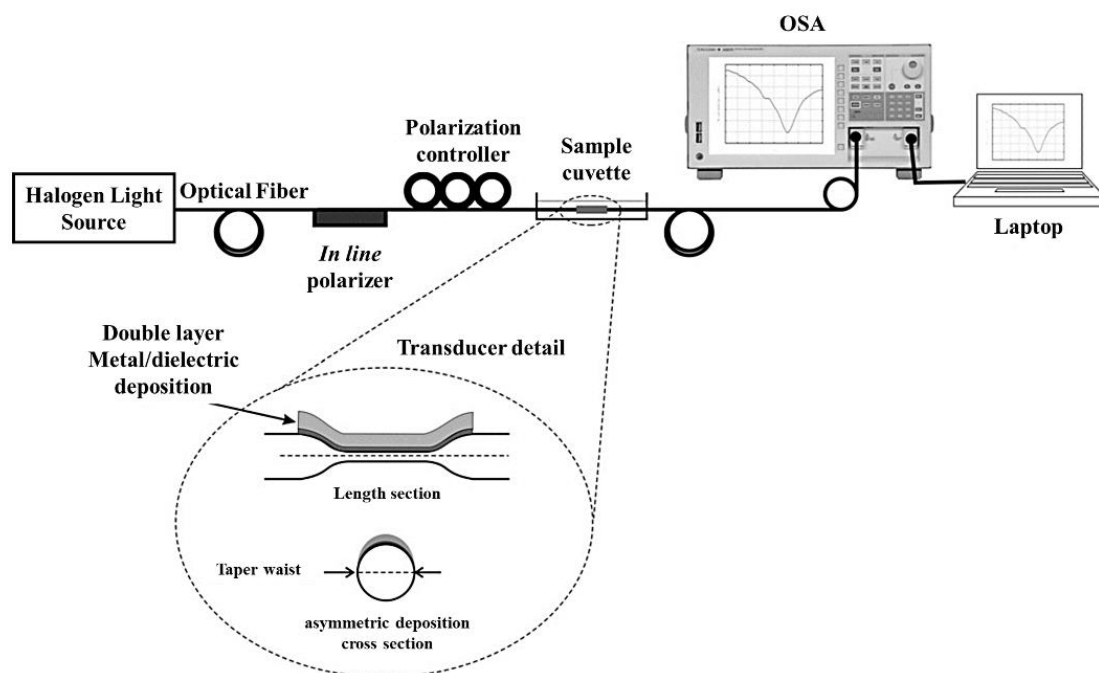 OSA
Polarization
controller
Sample
cuvette
Halogen Light
Source
Optical Fiber
In line
polarizer
Laptop
Double layer
Metal/dielectric
deposition
Transducer detail
Length section
Taper waist
asymmetric deposition
cross section